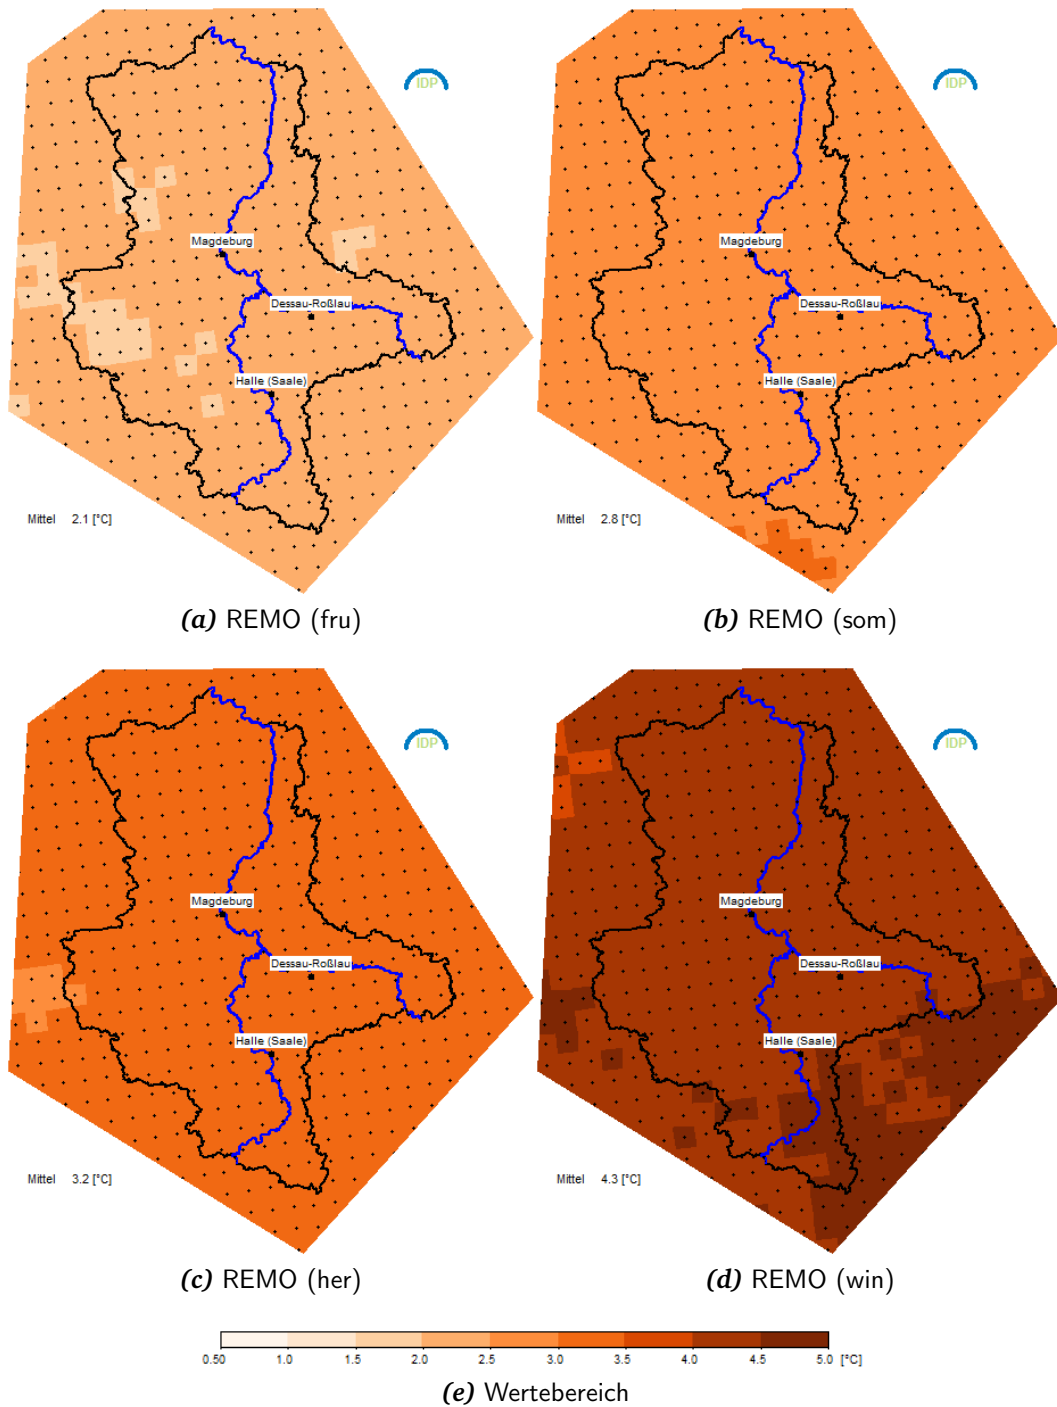 IDP
Magdeburg
Dessau-Roßlau
Halle (Saale)
Mittel 2.1 [°C]
(a) REMO (fru)
IDP
Magdeburg
Dessau-Roßlau
Halle (Saale)
Mittel 2.8 [°C]
(b) REMO (som)
IDP
Magdeburg
Dessau-Roßlau
Halle (Saale)
Mittel 3.2 [°C]
(c) REMO (her)
IDP
Magdeburg
Dessau-Roßlau
Halle (Saale)
Mittel 4.3 [°C]
(d) REMO (win)
0.50 1.0 1.5 2.0 2.5 3.0 3.5 4.0 4.5 5.0 [°C]
(e) Wertebereich